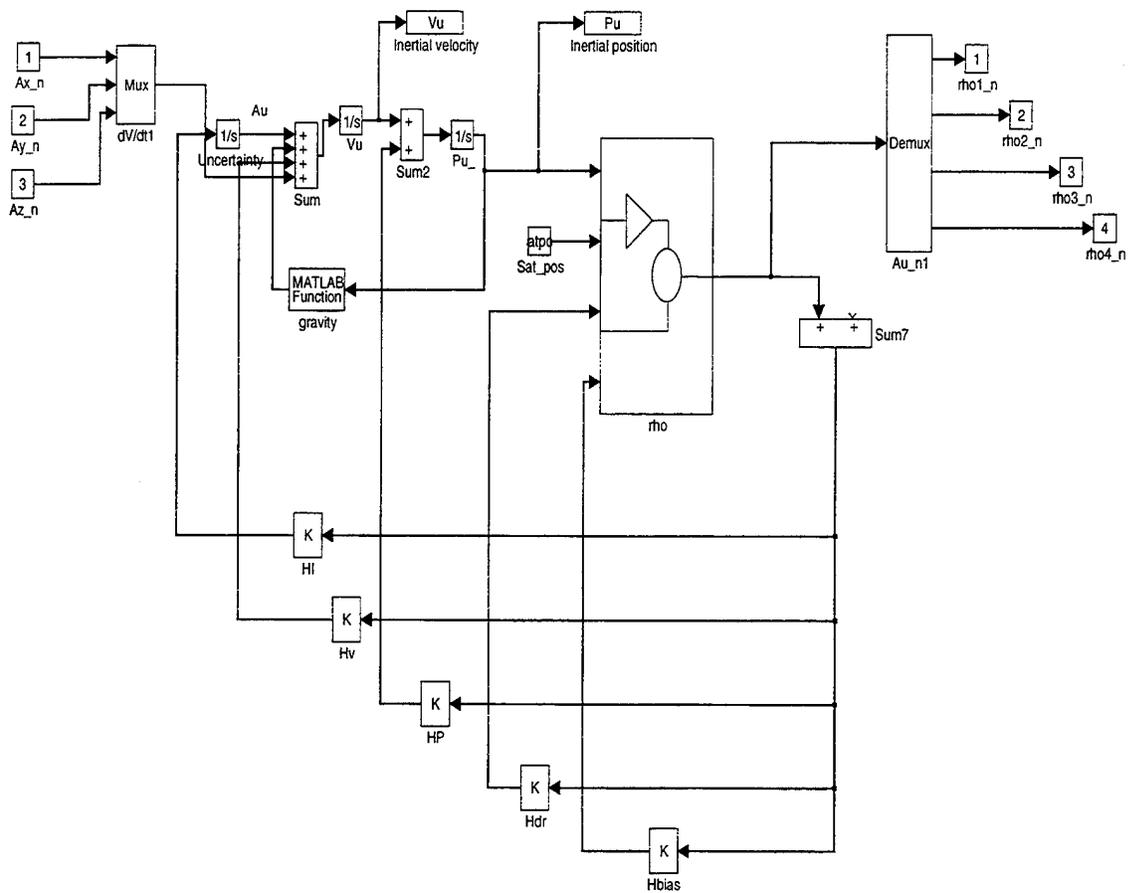 Vu
Inertial velocity
Pu
Inertial position
1
Ax_n
2
Ay_n
3
Az_n
Mux
dV/dt1
1/s
Uncertainty
Au
+
+
+
+
Sum
1/s
Vu
+
+
Sum2
1/s
Pu_
MATLAB
Function
gravity
atpo
Sat_pos
rho
Demux
Au_n1
1
rho1_n
2
rho2_n
3
rho3_n
4
rho4_n
+ +
Sum7
K
HI
K
Hv
K
HP
K
Hdr
K
Hbias